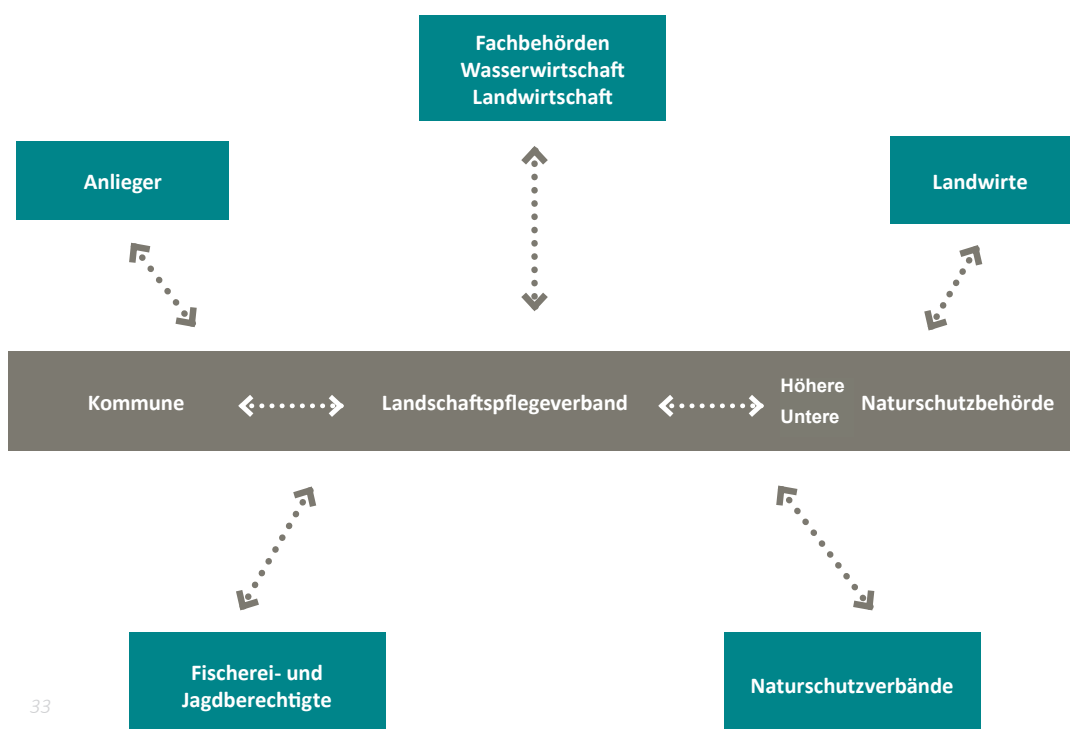 Fachbehörden
Wasserwirtschaft
Landwirtschaft
Anlieger
Landwirte
Kommune
Landschaftspflegeverband
Höhere
Untere
Naturschutzbehörde
Fischerei- und
Jagdberechtigte
Naturschutzverbände
33